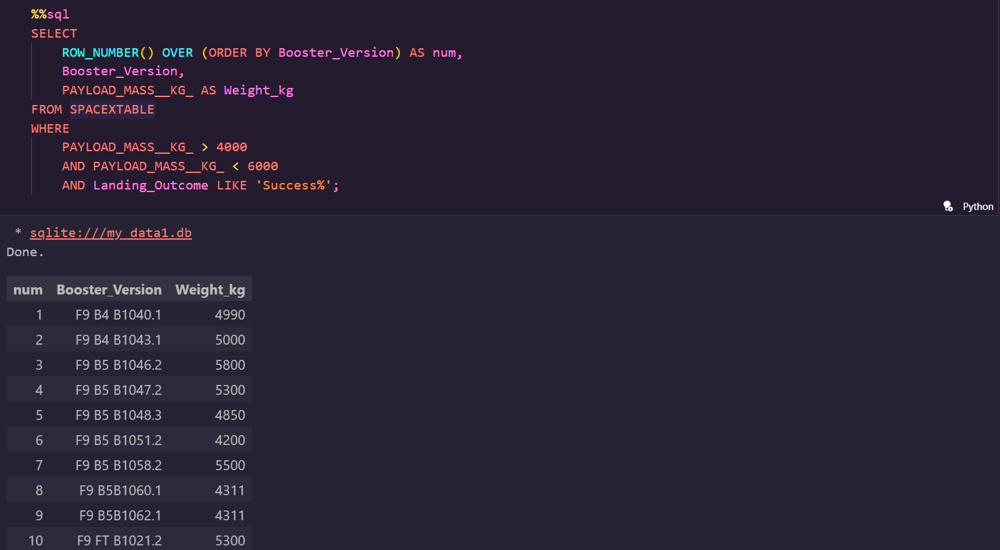 %%sql
SELECT
ROW_NUMBER() OVER (ORDER BY Booster_Version) AS num,
Booster_Version,
PAYLOAD_MASS__KG_ AS Weight_kg
FROM SPACEXTABLE
WHERE
PAYLOAD_MASS__KG_ > 4000
AND PAYLOAD_MASS__KG_ < 6000
AND Landing_Outcome LIKE 'Success%';
Python
* sqlite:///my_data1.db
Done.
num Booster_Version Weight_kg
1 F9 B4 B1040.1 4990
2 F9 B4 B1043.1 5000
3 F9 B5 B1046.2 5800
4 F9 B5 B1047.2 5300
5 F9 B5 B1048.3 4850
6 F9 B5 B1051.2 4200
7 F9 B5 B1058.2 5500
8 F9 B5B1060.1 4311
9 F9 B5B1062.1 4311
10 F9 FT B1021.2 5300